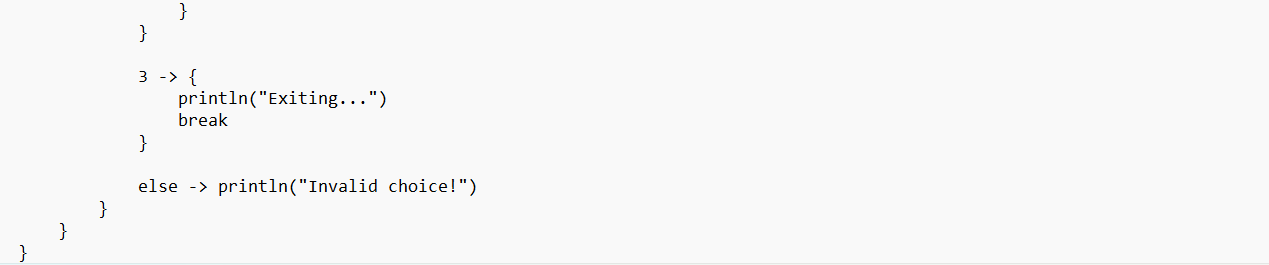 }
            }

            3 -> {
                println("Exiting...")
                break
            }

            else -> println("Invalid choice!")
        }
    }
}